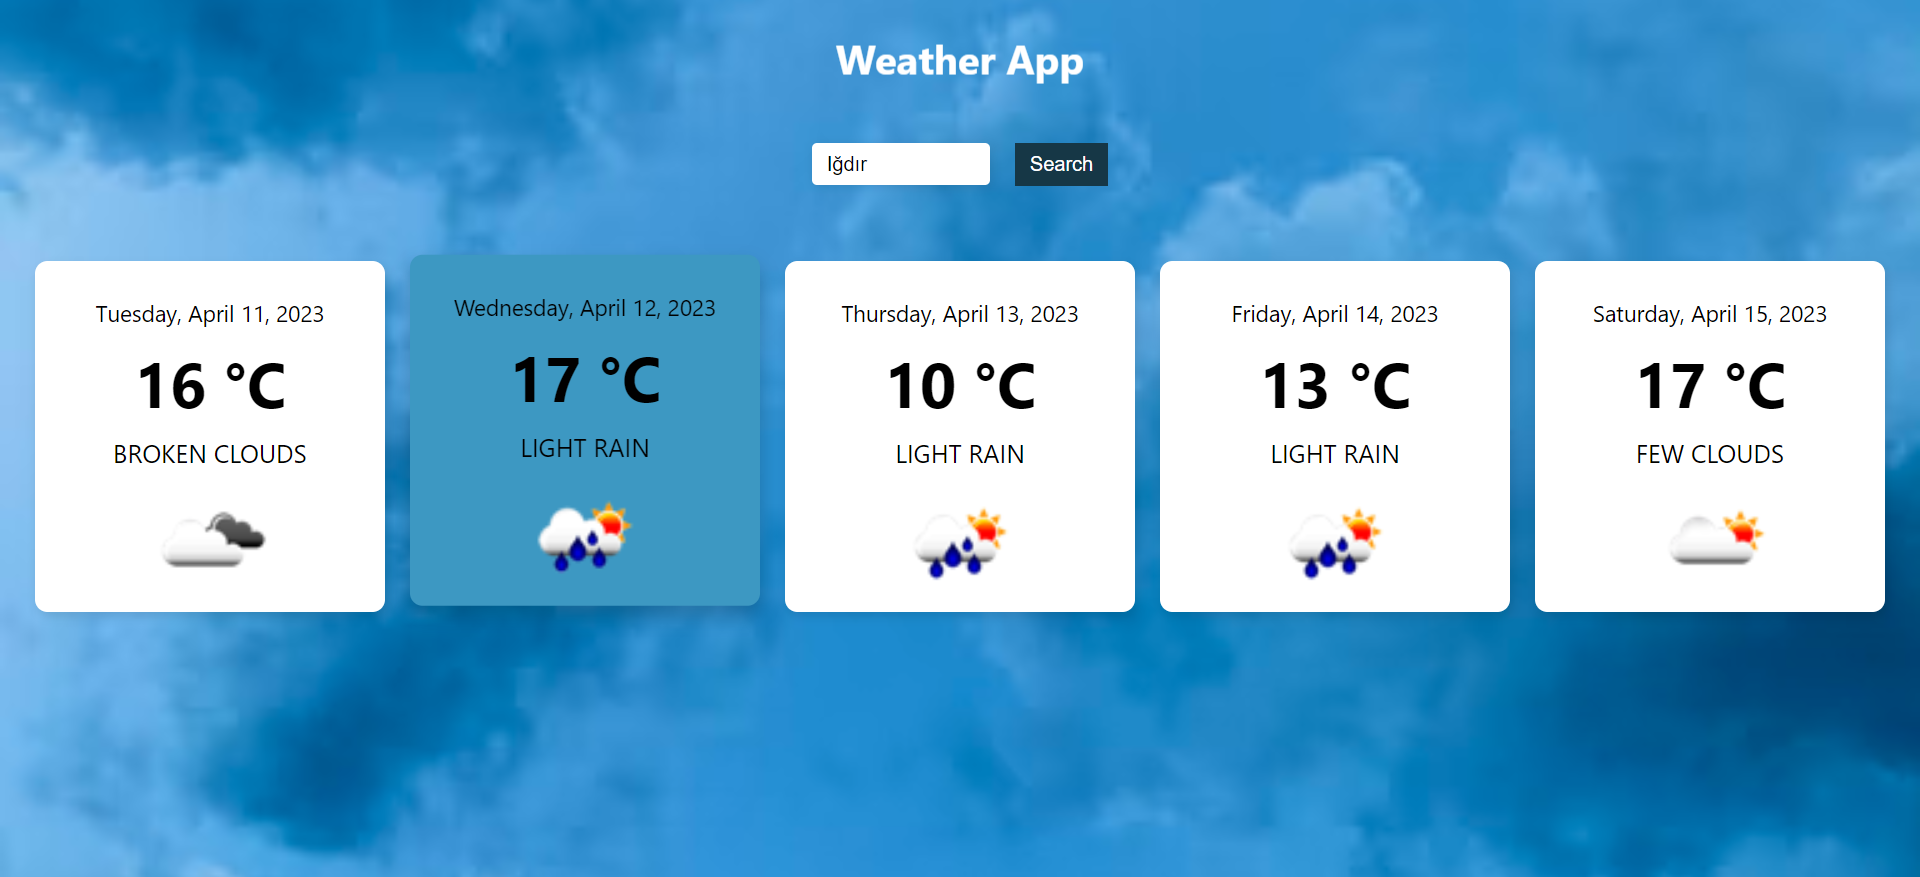 Weather App
Iğdır
Search
Tuesday, April 11, 2023
16 °C
BROKEN CLOUDS
Wednesday, April 12, 2023
17 °C
LIGHT RAIN
Thursday, April 13, 2023
10 °C
LIGHT RAIN
Friday, April 14, 2023
13 °C
LIGHT RAIN
Saturday, April 15, 2023
17 °C
FEW CLOUDS